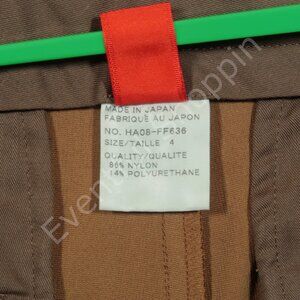 MADE IN JAPAN
FABRIQUE AU JAPON
NO. HA08-FF636
SIZE/TAILLE 4
QUALITY/QUALITE
86% NYLON
14% POLYURETHANE